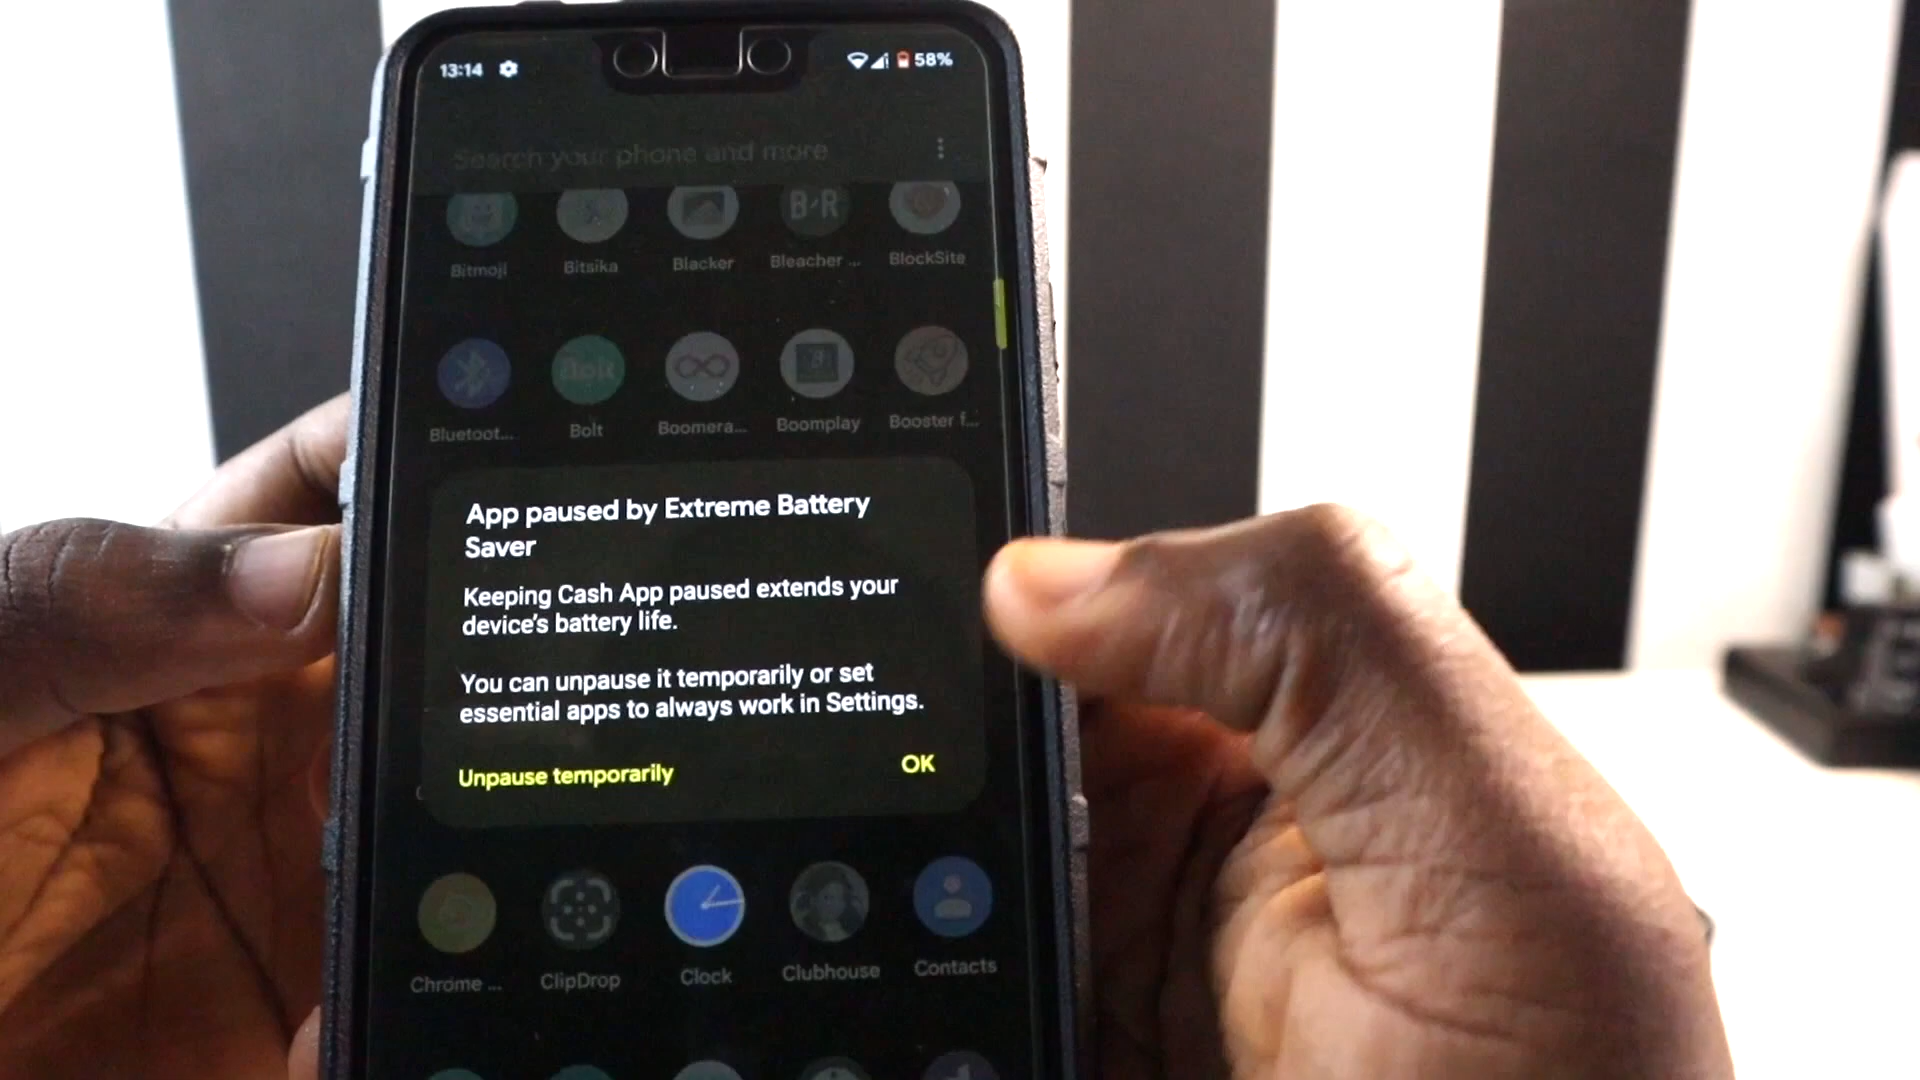 13:14
58%
Search your phone and more
B/R
Bitmoji Bitsika Blacker Bleacher ... BlockSite
Bolt
Bluetoot... Bolt Boomera... Boomplay Booster f...
App paused by Extreme Battery
Saver
Keeping Cash App paused extends your
device's battery life.
You can unpause it temporarily or set
essential apps to always work in Settings.
Unpause temporarily OK
Chrome ... ClipDrop Clock Clubhouse Contacts